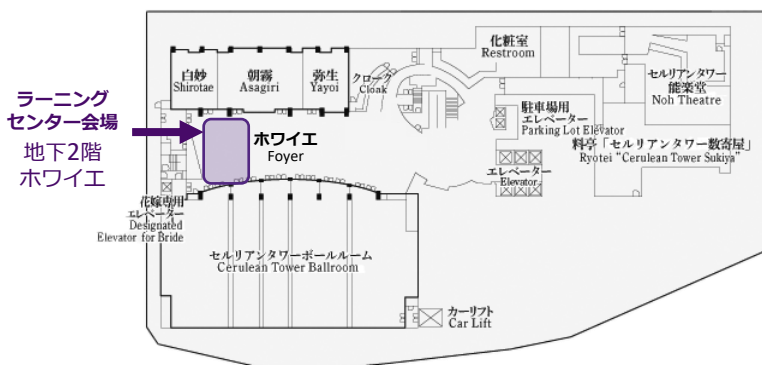 ラーニング
センター会場
地下2階
ホワイエ
白妙
Shirotae
朝霧
Asagiri
弥生
Yayoi
クローク
Cloak
化粧室
Restroom
セルリアンタワー
能楽堂
Noh Theatre
駐車場用
エレベーター
Parking Lot Elevator
料亭「セルリアンタワー数寄屋」
Ryotei "Cerulean Tower Sukiya"
ホワイエ
Foyer
エレベーター
Elevator
花嫁専用
エレベーター
Designated
Elevator for Bride
セルリアンタワーボールルーム
Cerulean Tower Ballroom
カーリフト
Car Lift